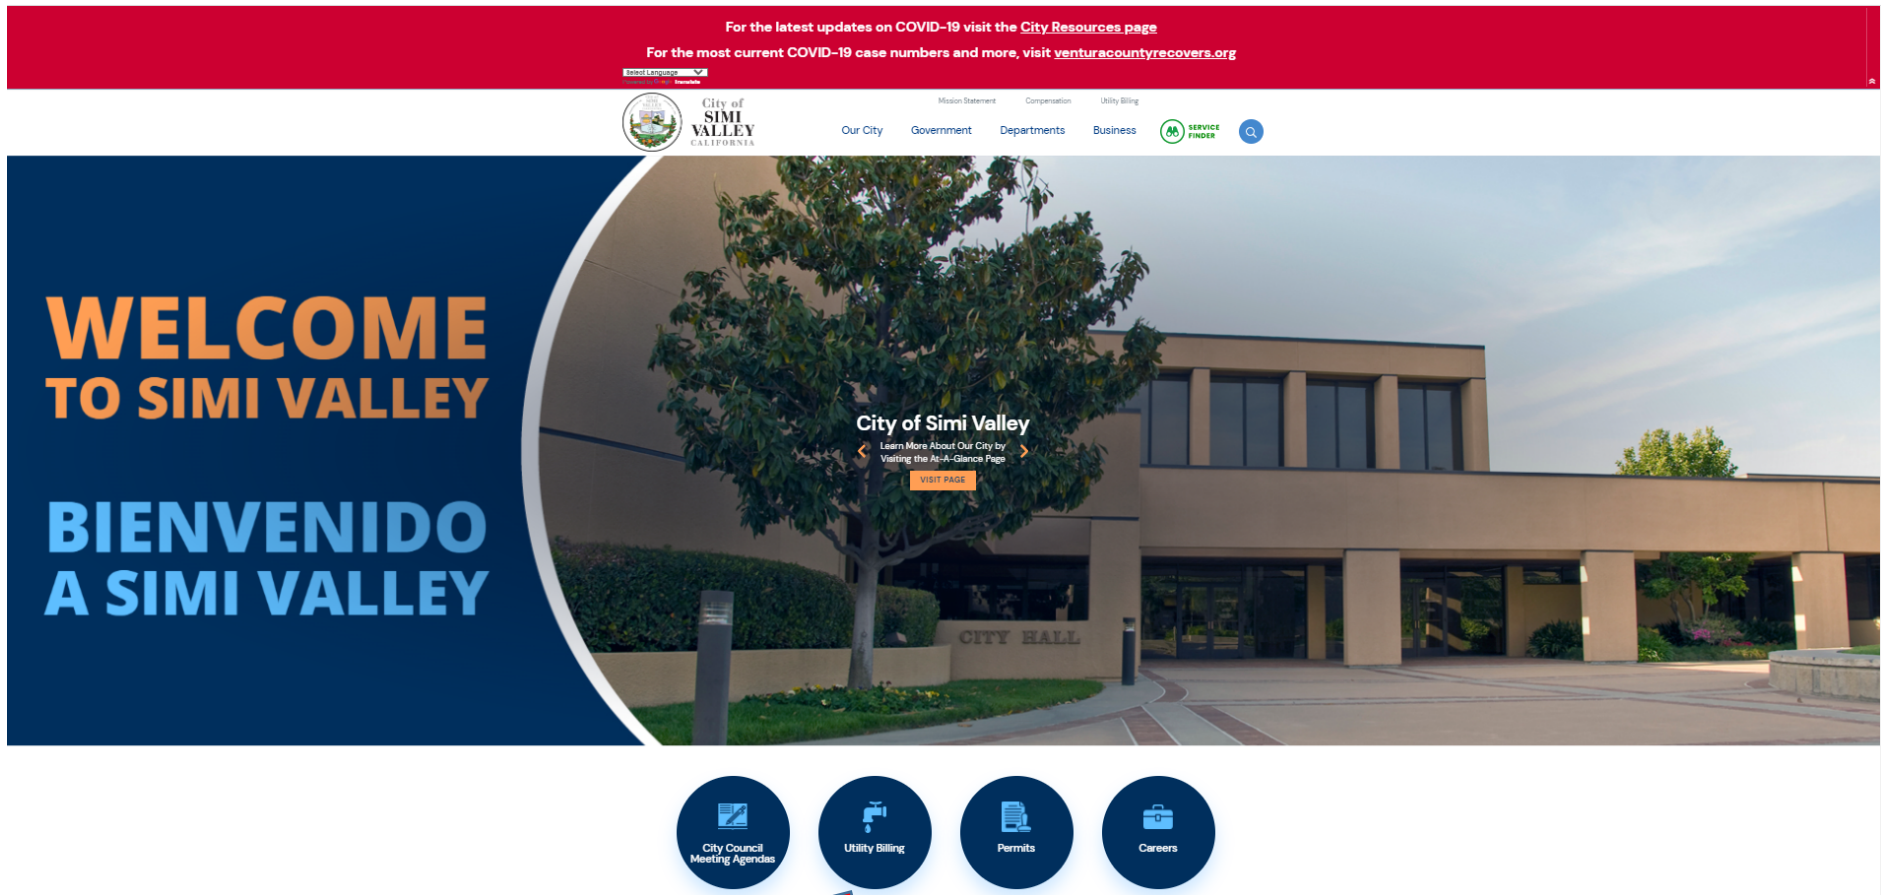 For the latest updates on COVID-19 visit the City Resources page
For the most current COVID-19 case numbers and more, visit venturacountyrecovers.org
Select Language
Powered by Google Translate
City of
SIMI
VALLEY
CALIFORNIA
Mission Statement
Compensation
Utility Billing
Our City
Government
Departments
Business
SERVICE
FINDER
WELCOME
TO SIMI VALLEY
BIENVENIDO
A SIMI VALLEY
City of Simi Valley
Learn More About Our City by
Visiting the At-A-Glance Page
VISIT PAGE
CITY HALL
City Council
Meeting Agendas
Utility Billing
Permits
Careers